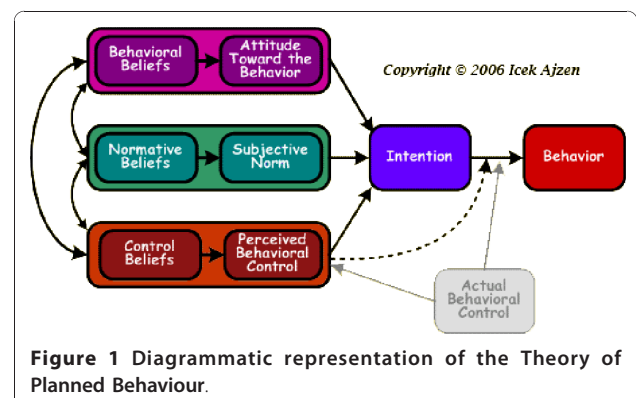 Behavioral
Beliefs
Attitude
Toward the
Behavior
Copyright © 2006 Icek Ajzen
Normative
Beliefs
Subjective
Norm
Intention
Behavior
Control
Beliefs
Perceived
Behavioral
Control
Actual
Behavioral
Control
Figure 1 Diagrammatic representation of the Theory of
Planned Behaviour.